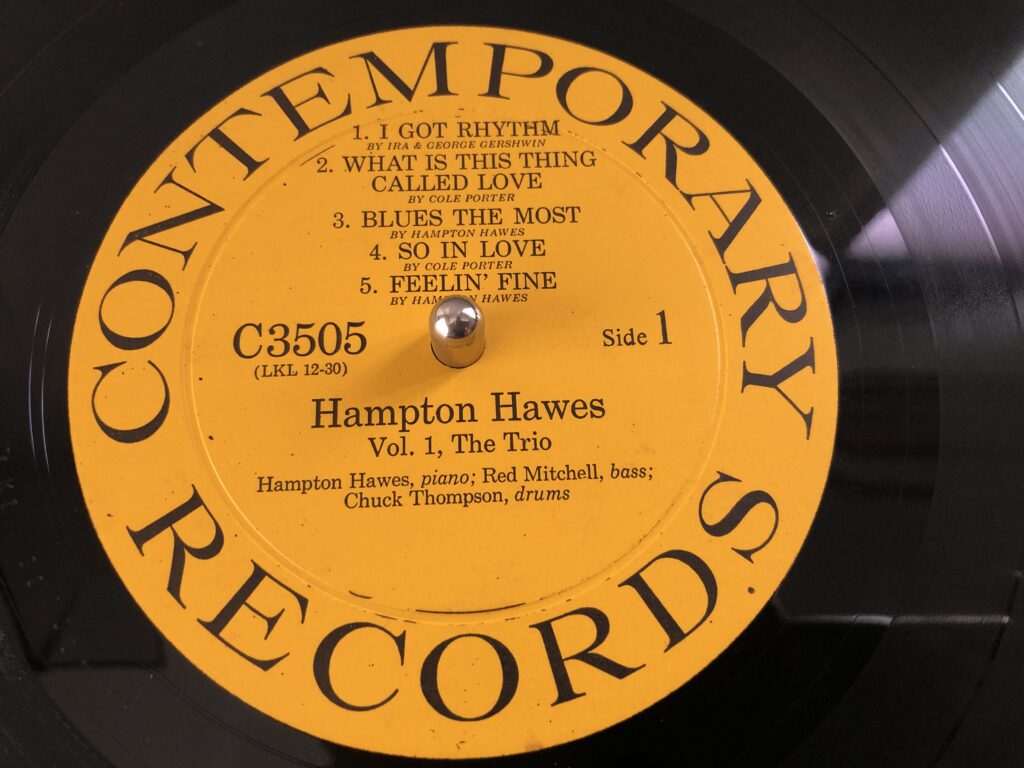 CONTEMPORARY
1. I GOT RHYTHM
BY IRA & GEORGE GERSHWIN
2. WHAT IS THIS THING
CALLED LOVE
BY COLE PORTER
3. BLUES THE MOST
BY HAMPTON HAWES
4. SO IN LOVE
BY COLE PORTER
5. FEELIN' FINE
BY HAMPTON HAWES
C3505
(LKL 12-30)
Side 1
Hampton Hawes
Vol. 1, The Trio
Hampton Hawes, piano; Red Mitchell, bass;
Chuck Thompson, drums
RECORDS